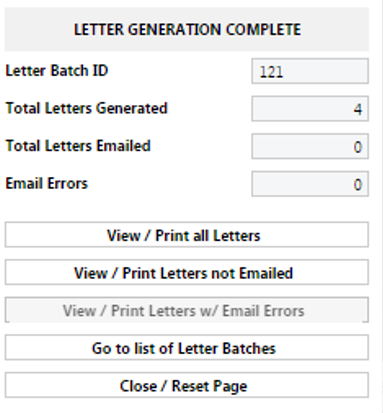 LETTER GENERATION COMPLETE
Letter Batch ID 121
Total Letters Generated 4
Total Letters Emailed 0
Email Errors 0
View / Print all Letters
View / Print Letters not Emailed
View / Print Letters w/ Email Errors
Go to list of Letter Batches
Close / Reset Page